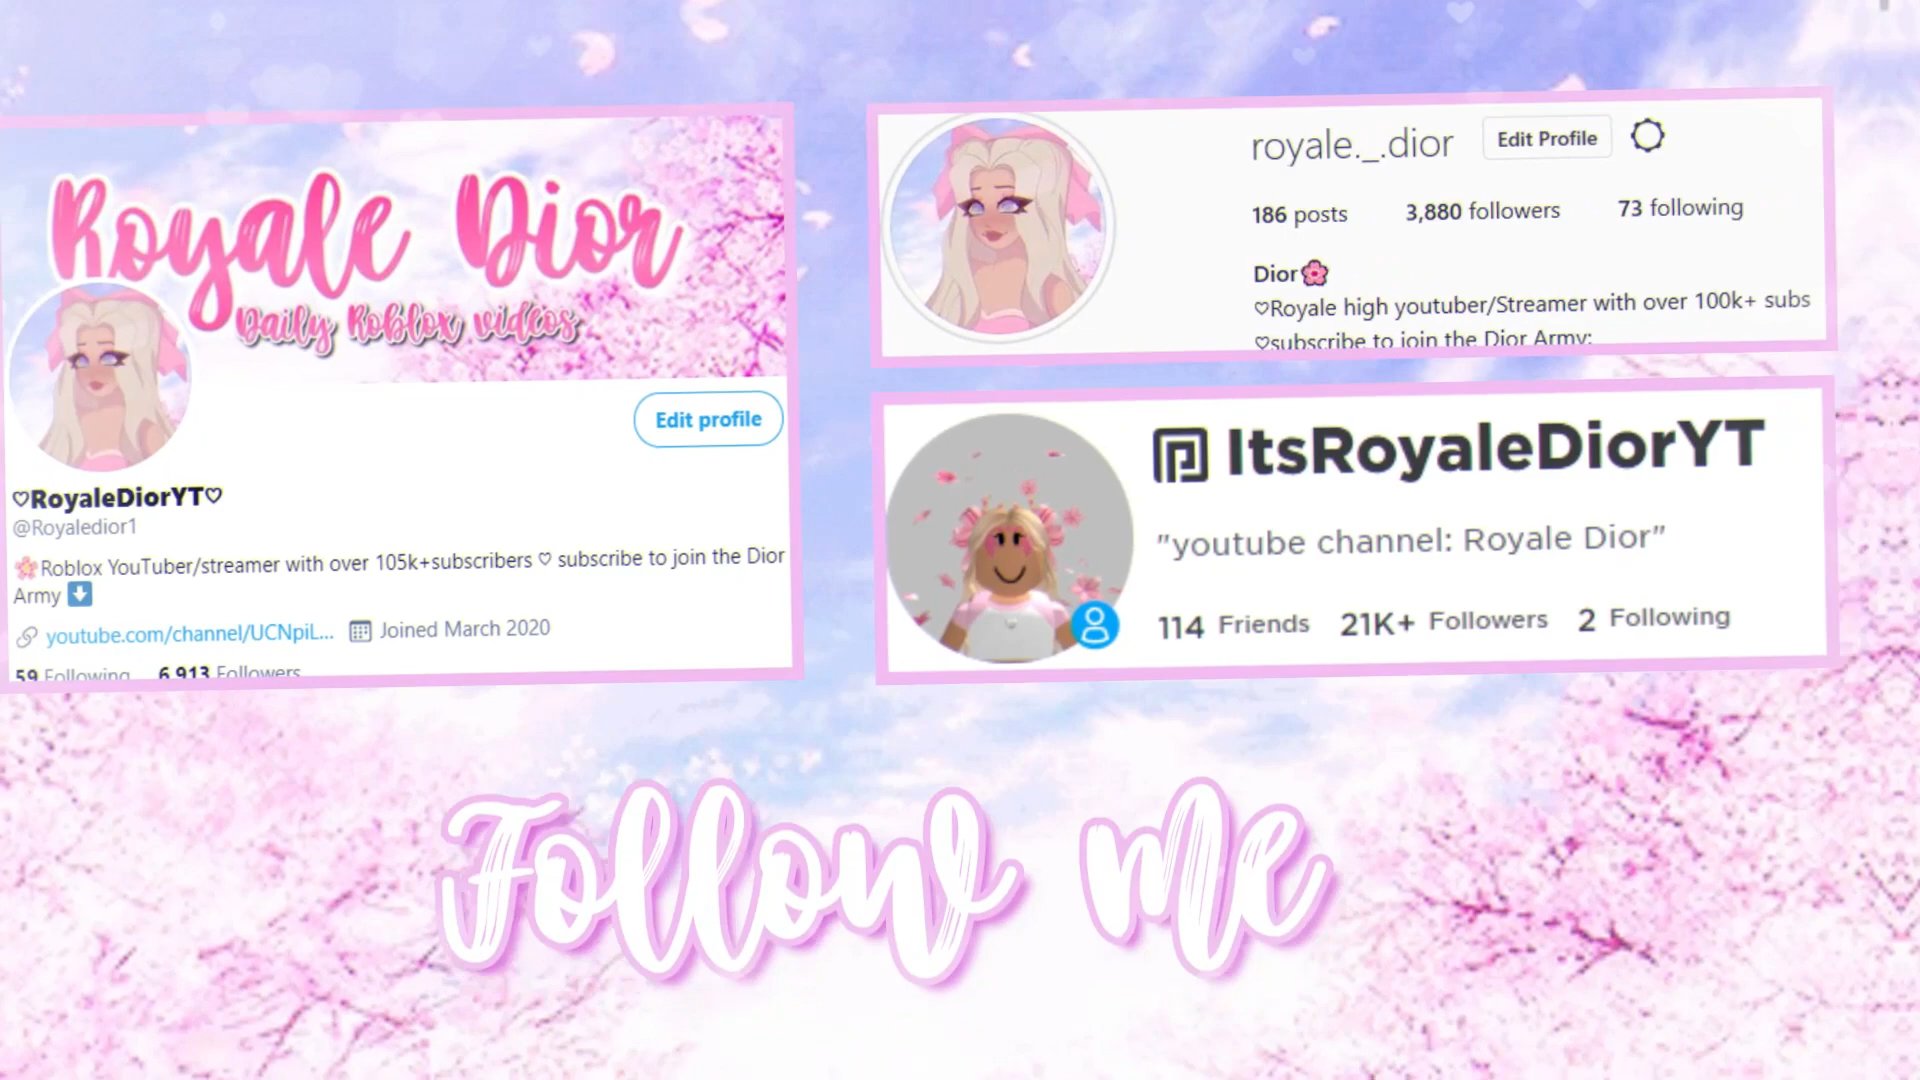 Royale Dior
Daily Roblox videos
Edit profile
♡RoyaleDiorYT♡
@Royaledior1
🌸Roblox YouTuber/streamer with over 105k+subscribers ♡ subscribe to join the Dior
Army ⬇️
youtube.com/channel/UCNpiL... Joined March 2020
59 Following 6,913 Followers
royale._.dior Edit Profile
186 posts 3,880 followers 73 following
Dior🌸
♡Royale high youtuber/Streamer with over 100k+ subs
♡subscribe to join the Dior Army:
ItsRoyaleDiorYT
"youtube channel: Royale Dior"
114 Friends 21K+ Followers 2 Following
Follow me